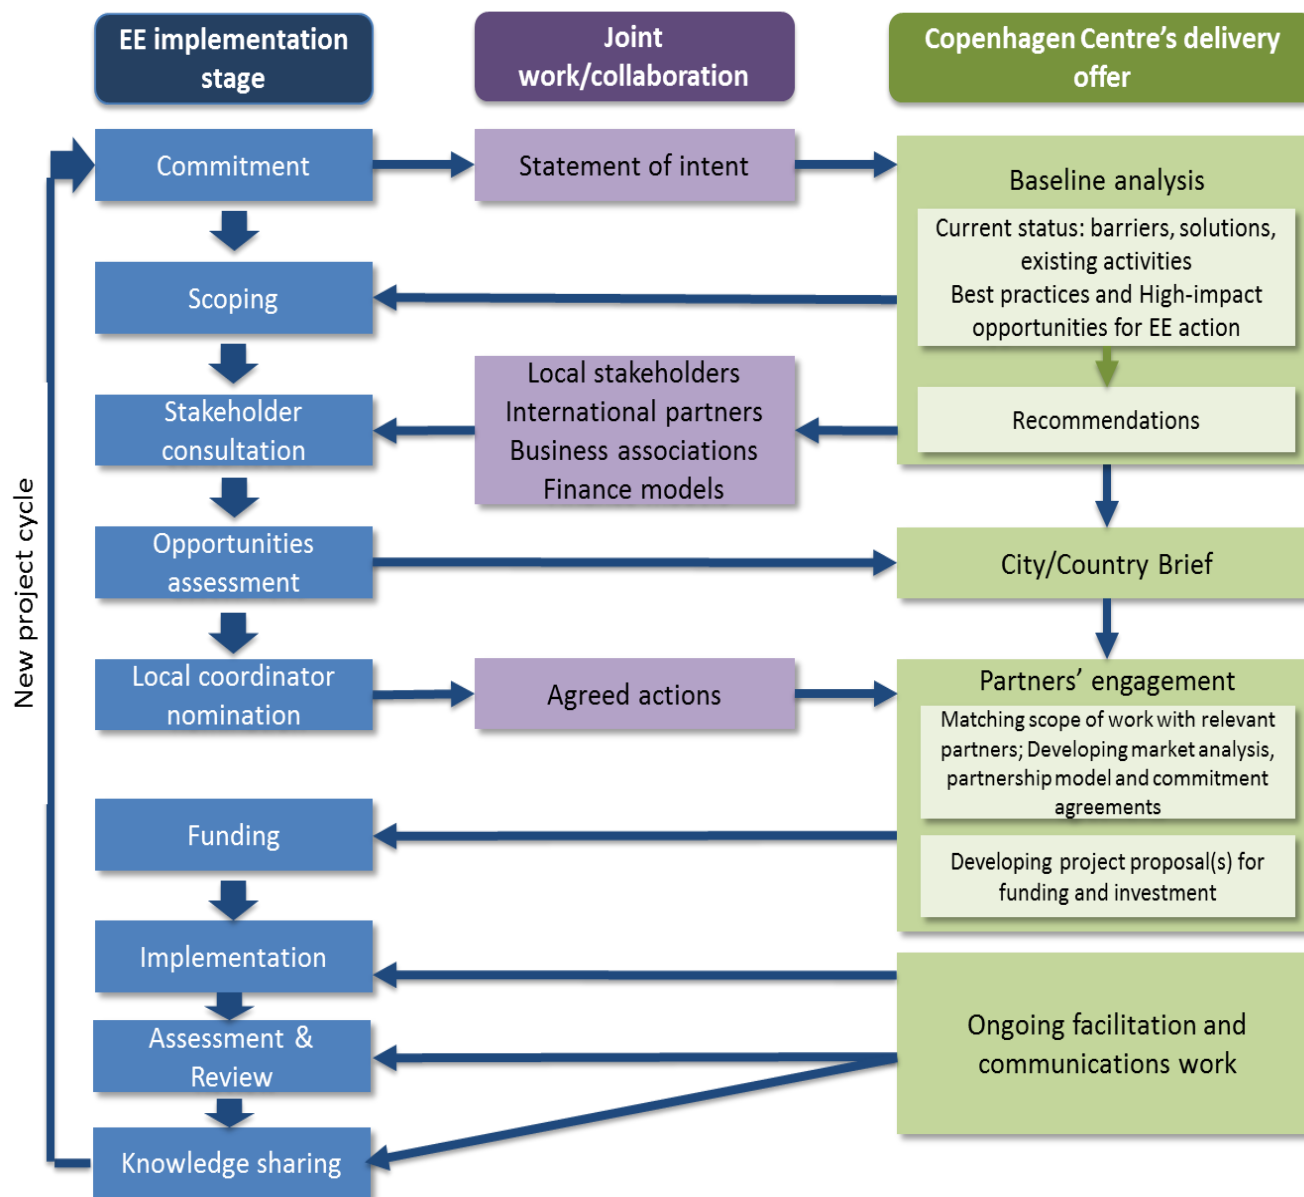 EE implementation
stage
Joint
work/collaboration
Copenhagen Centre's delivery
offer
Commitment
Statement of intent
Baseline analysis
Current status: barriers, solutions,
existing activities
Best practices and High-impact
opportunities for EE action
Scoping
Recommendations
Stakeholder
consultation
Local stakeholders
International partners
Business associations
Finance models
Opportunities
assessment
City/Country Brief
Local coordinator
nomination
Agreed actions
Partners' engagement
Matching scope of work with relevant
partners; Developing market analysis,
partnership model and commitment
agreements
Funding
Developing project proposal(s) for
funding and investment
Implementation
Assessment &
Review
Ongoing facilitation and
communications work
Knowledge sharing
New project cycle